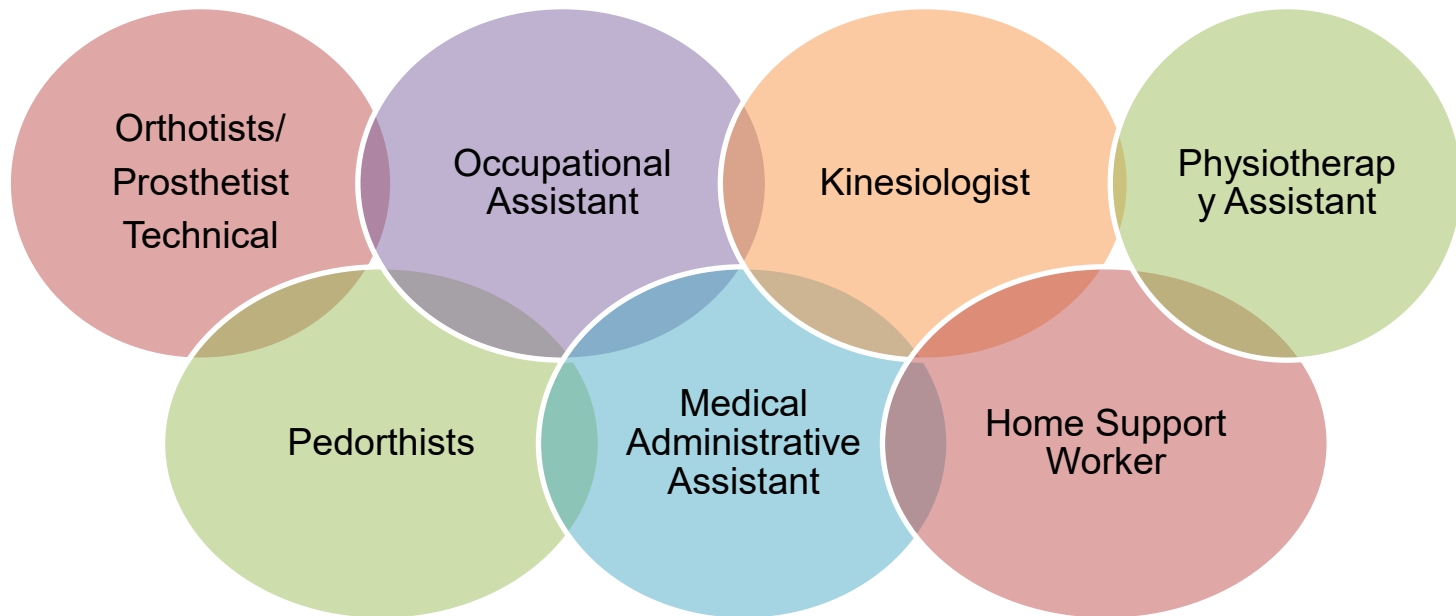 Orthotists/
Prosthetist
Technical
Occupational
Assistant
Kinesiologist
Physiotherap
y Assistant
Pedorthists
Medical
Administrative
Assistant
Home Support
Worker